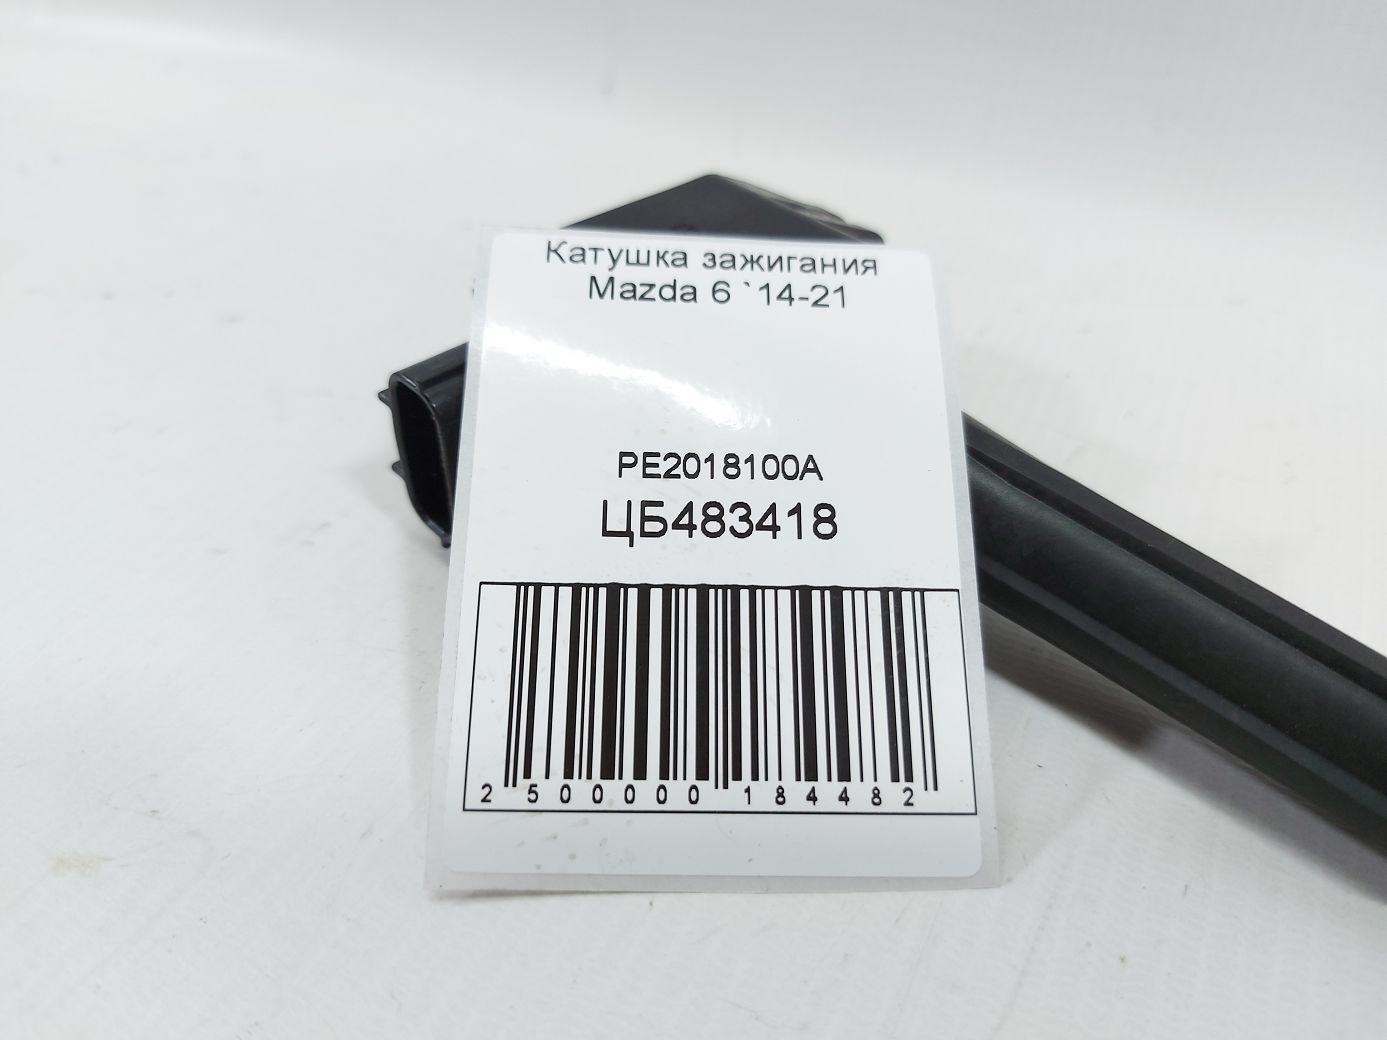 Катушка зажигания
Mazda 6 `14-21
PE2018100A
ЦБ483418
2 500000 184482